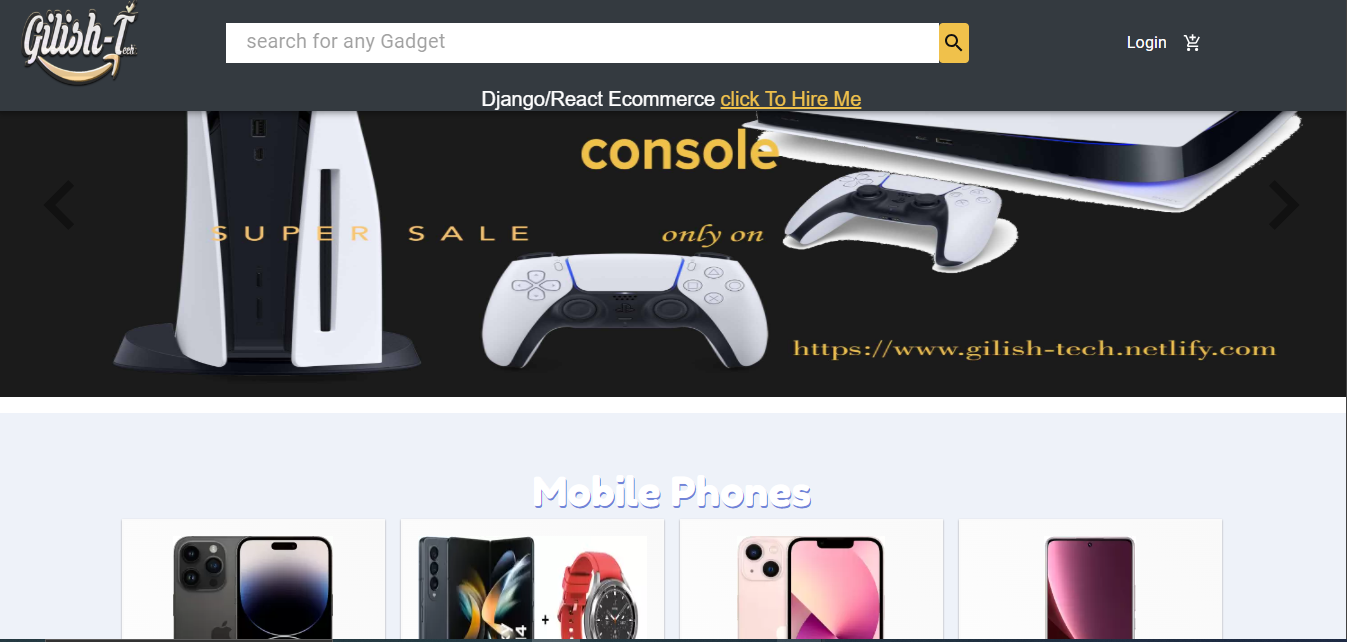 Gilish-Tech
search for any Gadget
Login
Django/React Ecommerce click To Hire Me
console
SUPER SALE only on
https://www.gilish-tech.netlify.com
Mobile Phones
+
4